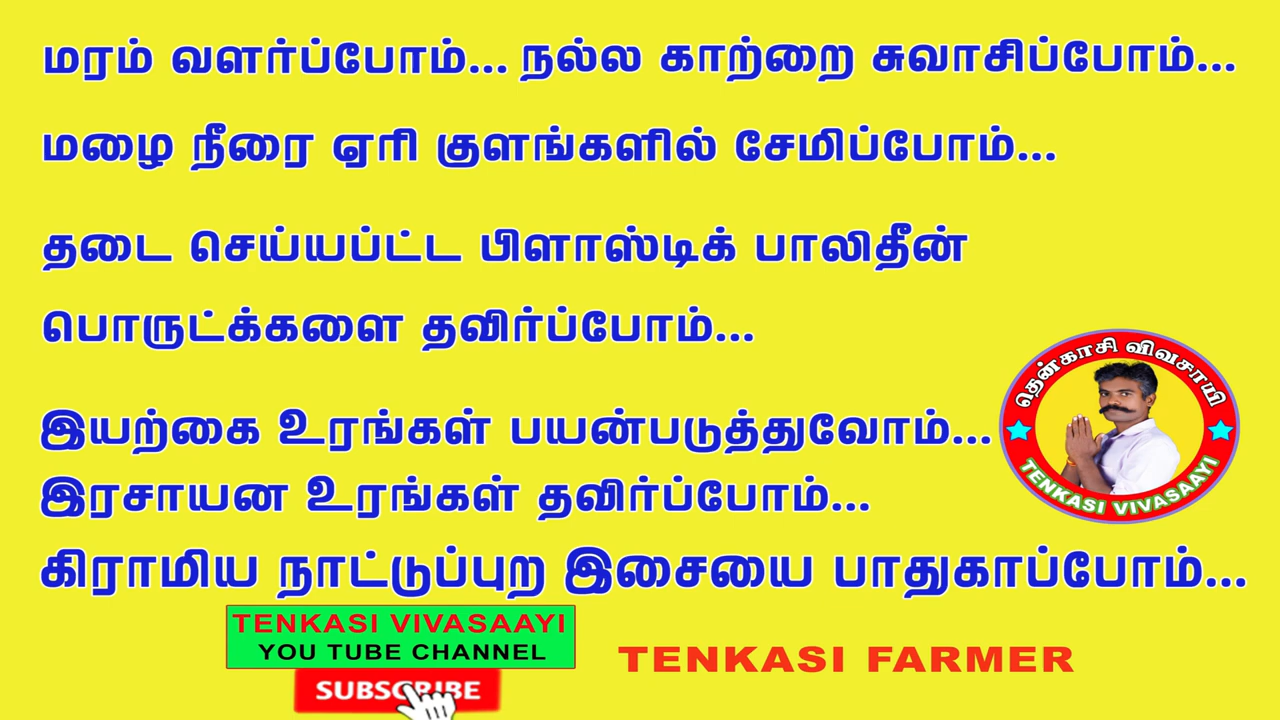 மரம் வளர்ப்போம்... நல்ல காற்றை சுவாசிப்போம்...
மழை நீரை ஏரி குளங்களில் சேமிப்போம்...
தடை செய்யப்ட்ட பிளாஸ்டிக் பாலிதீன்
பொருட்க்களை தவிர்ப்போம்...
தென்காசி விவசாயி
TENKASI VIVASAAYI
இயற்கை உரங்கள் பயன்படுத்துவோம்...
இரசாயன உரங்கள் தவிர்ப்போம்...
கிராமிய நாட்டுப்புற இசையை பாதுகாப்போம்...
TENKASI VIVASAAYI
YOU TUBE CHANNEL
TENKASI FARMER
SUBSCRIBE